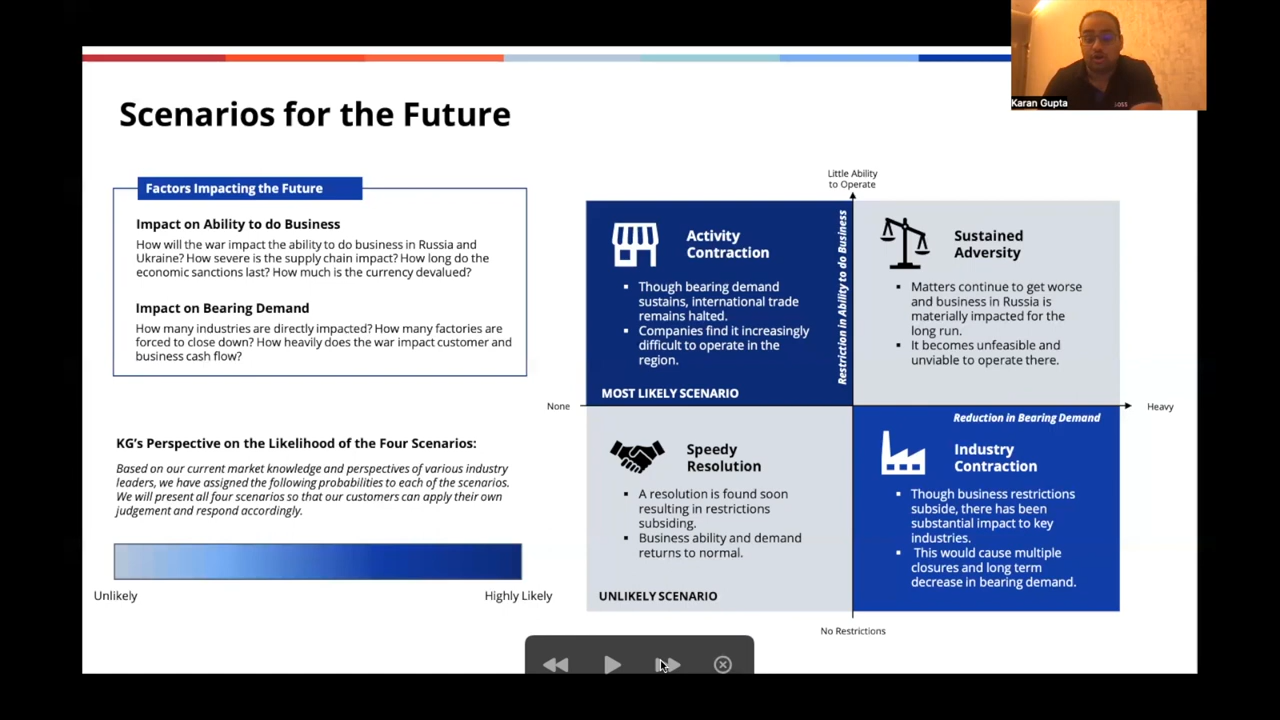 Karan Gupta
Scenarios for the Future
Factors Impacting the Future
Impact on Ability to do Business
How will the war impact the ability to do business in Russia and
Ukraine? How severe is the supply chain impact? How long do the
economic sanctions last? How much is the currency devalued?
Impact on Bearing Demand
How many industries are directly impacted? How many factories are
forced to close down? How heavily does the war impact customer and
business cash flow?
KG's Perspective on the Likelihood of the Four Scenarios:
Based on our current market knowledge and perspectives of various industry
leaders, we have assigned the following probabilities to each of the scenarios.
We will present all four scenarios so that our customers can apply their own
judgement and respond accordingly.
Unlikely
Highly Likely
Little Ability
to Operate
Activity
Contraction
▪ Though bearing demand
sustains, international trade
remains halted.
▪ Companies find it increasingly
difficult to operate in the
region.
MOST LIKELY SCENARIO
Restriction in Ability to do Business
Sustained
Adversity
▪ Matters continue to get worse
and business in Russia is
materially impacted for the
long run.
▪ It becomes unfeasible and
unviable to operate there.
None
Heavy
Reduction in Bearing Demand
Speedy
Resolution
▪ A resolution is found soon
resulting in restrictions
subsiding.
▪ Business ability and demand
returns to normal.
UNLIKELY SCENARIO
Industry
Contraction
▪ Though business restrictions
subside, there has been
substantial impact to key
industries.
▪ This would cause multiple
closures and long term
decrease in bearing demand.
No Restrictions